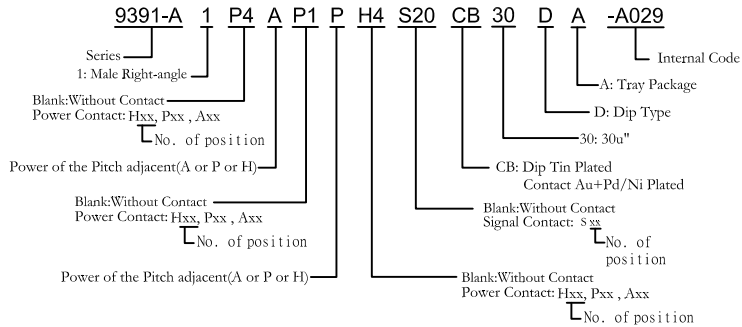 9391-A 1 P4 A P1 P H4 S20 CB 30 D A -A029
Series
Internal Code
1: Male Right-angle
A: Tray Package
Blank:Without Contact
Power Contact: Hxx, Pxx , Axx
No. of position
D: Dip Type
30: 30u"
Power of the Pitch adjacent(A or P or H)
CB: Dip Tin Plated
Contact Au+Pd/Ni Plated
Blank:Without Contact
Power Contact: Hxx, Pxx , Axx
No. of position
Blank:Without Contact
Signal Contact: S xx
No. of
position
Power of the Pitch adjacent(A or P or H)
Blank:Without Contact
Power Contact: Hxx, Pxx , Axx
No. of position